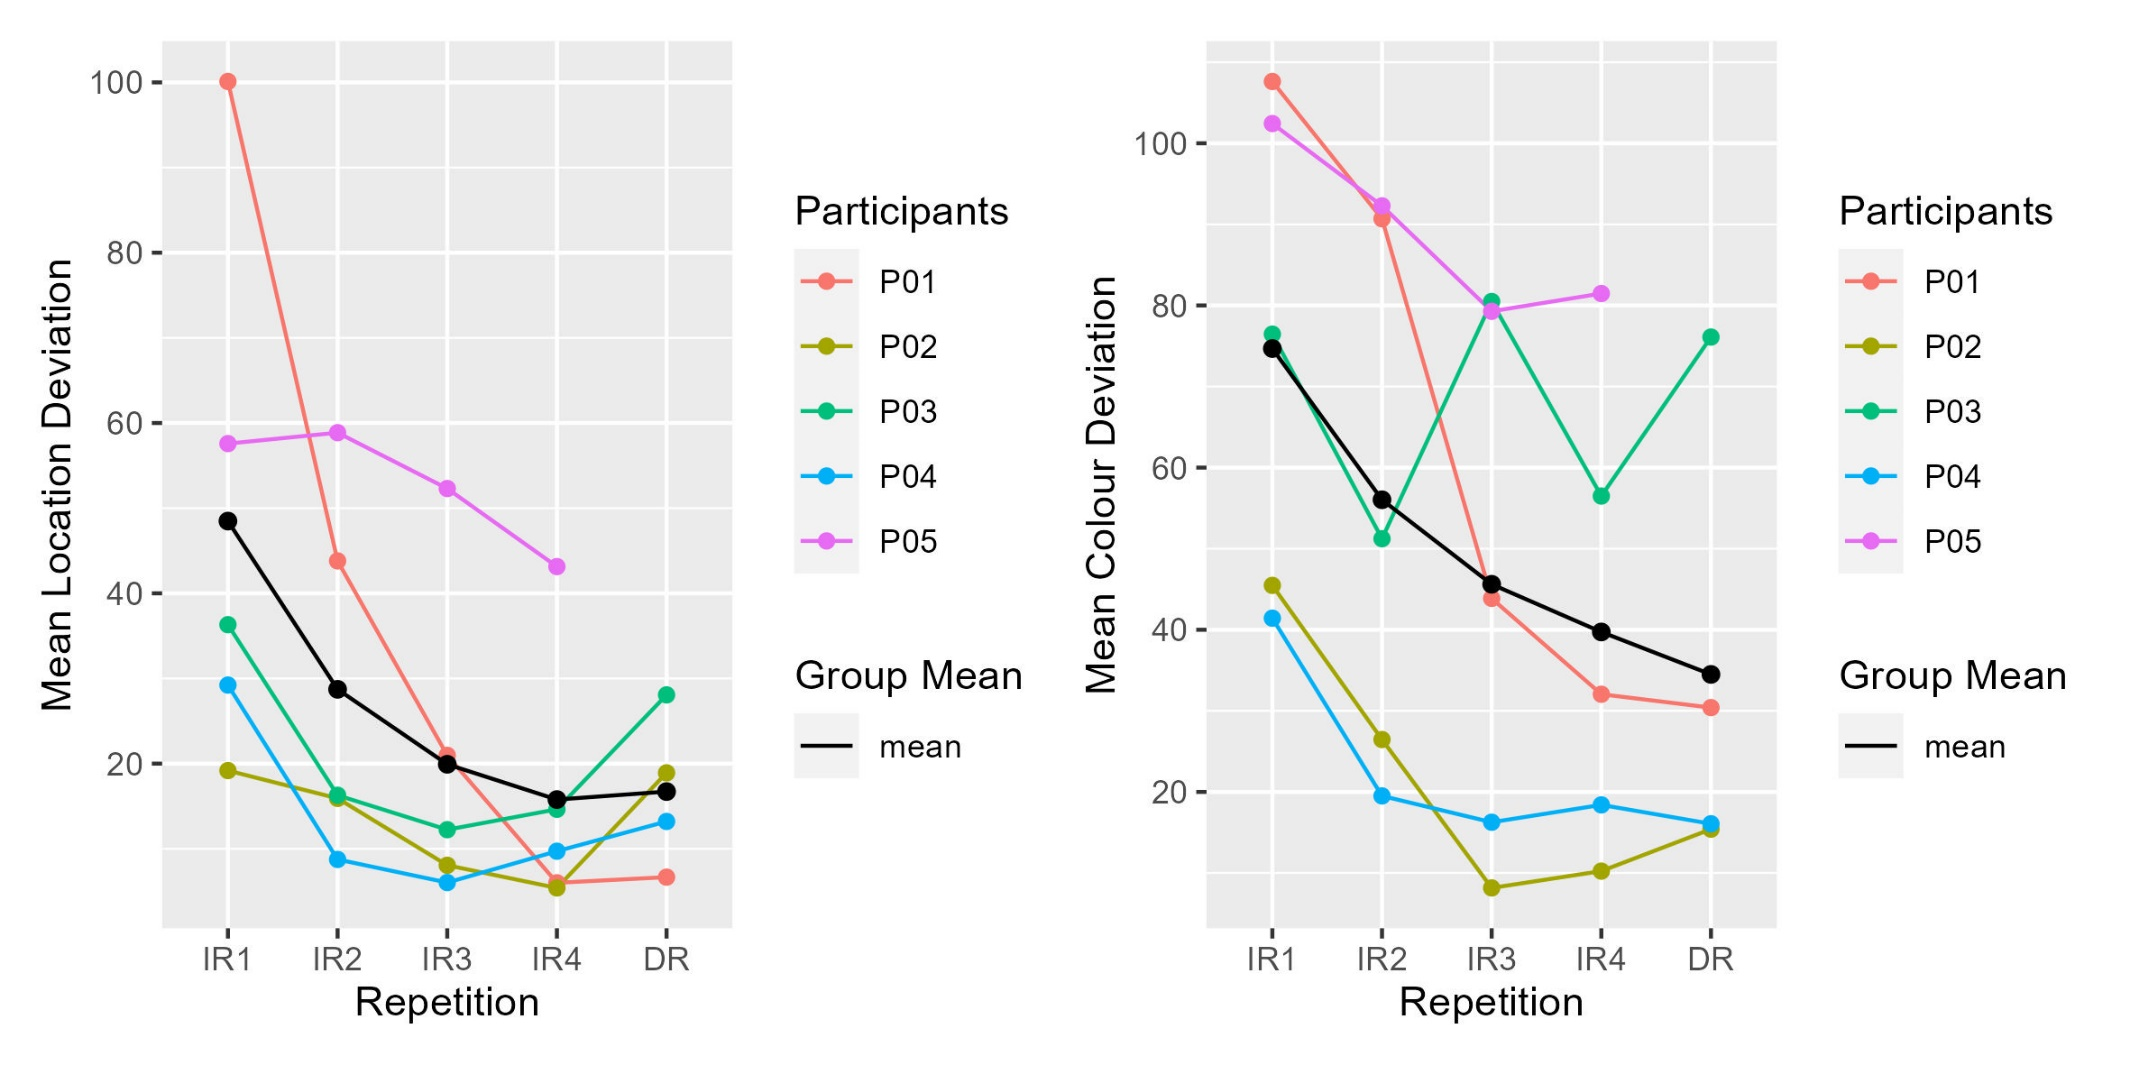 Mean Location Deviation
100
80
60
40
20
IR1 IR2 IR3 IR4 DR
Repetition
Participants
P01
P02
P03
P04
P05
Group Mean
mean
Mean Colour Deviation
100
80
60
40
20
IR1 IR2 IR3 IR4 DR
Repetition
Participants
P01
P02
P03
P04
P05
Group Mean
mean